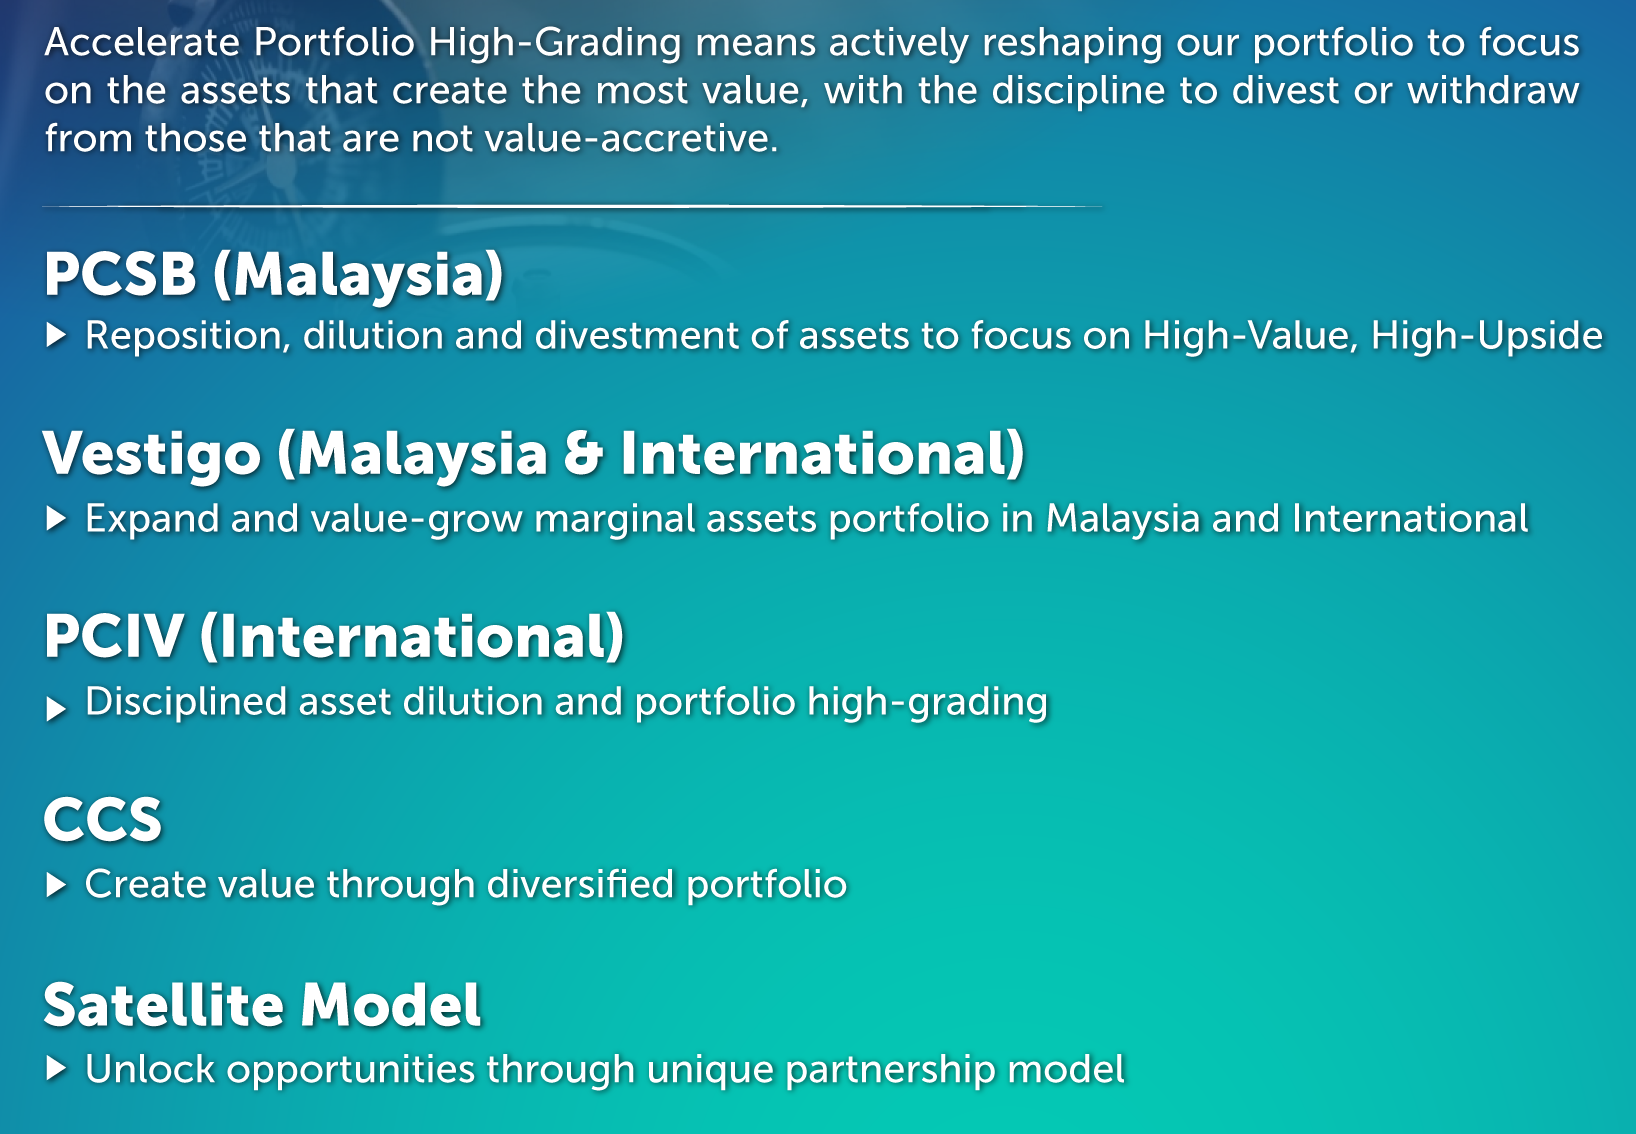 Accelerate Portfolio High-Grading means actively reshaping our portfolio to focus
on the assets that create the most value, with the discipline to divest or withdraw
from those that are not value-accretive.
PCSB (Malaysia)
▶ Reposition, dilution and divestment of assets to focus on High-Value, High-Upside
Vestigo (Malaysia & International)
▶ Expand and value-grow marginal assets portfolio in Malaysia and International
PCIV (International)
▶ Disciplined asset dilution and portfolio high-grading
CCS
▶ Create value through diversified portfolio
Satellite Model
▶ Unlock opportunities through unique partnership model